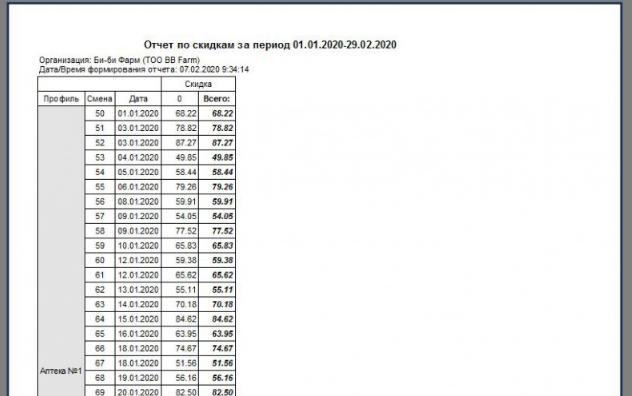 Отчет по скидкам за период 01.01.2020-29.02.2020
Организация: Би-би Фарм (ТОО BB Farm)
Дата/Время формирования отчета: 07.02.2020 9:34:14
Скидка
Профиль Смена Дата 0 Всего:
50 01.01.2020 68.22 68.22
51 03.01.2020 78.82 78.82
52 03.01.2020 87.27 87.27
53 04.01.2020 49.85 49.85
54 05.01.2020 58.44 58.44
55 06.01.2020 79.26 79.26
56 08.01.2020 59.91 59.91
57 09.01.2020 54.05 54.05
58 09.01.2020 77.52 77.52
59 10.01.2020 65.83 65.83
60 12.01.2020 59.38 59.38
61 12.01.2020 65.62 65.62
62 13.01.2020 55.11 55.11
63 14.01.2020 70.18 70.18
64 15.01.2020 84.62 84.62
65 16.01.2020 63.95 63.95
66 18.01.2020 74.67 74.67
67 18.01.2020 51.56 51.56
Аптека №1
68 19.01.2020 56.16 56.16
69 20.01.2020 82.50 82.50